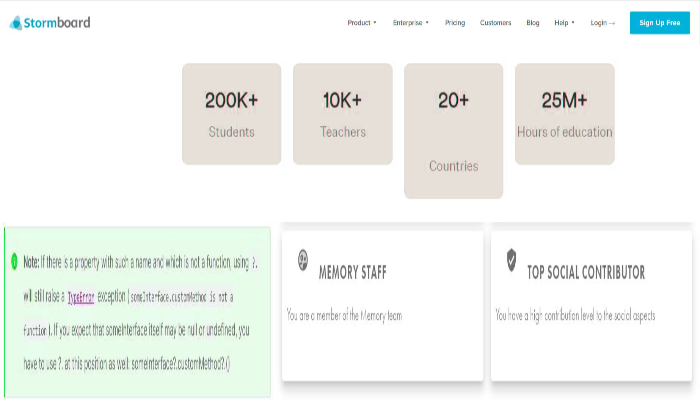 Stormboard
Product Enterprise Pricing Customers Blog Help Login → Sign Up Free
200K+ 10K+ 20+ 25M+
Students Teachers Countries Hours of education
Note: If there is a property with such a name and which is not a function, using ?.
will still raise a TypeError exception (someInterface.customMethod is not a
function). If you expect that someInterface itself may be null or undefined, you
have to use ?. at this position as well: someInterface?.customMethod?.()
MEMORY STAFF
You are a member of the Memory team
TOP SOCIAL CONTRIBUTOR
You have a high contribution level to the social aspects